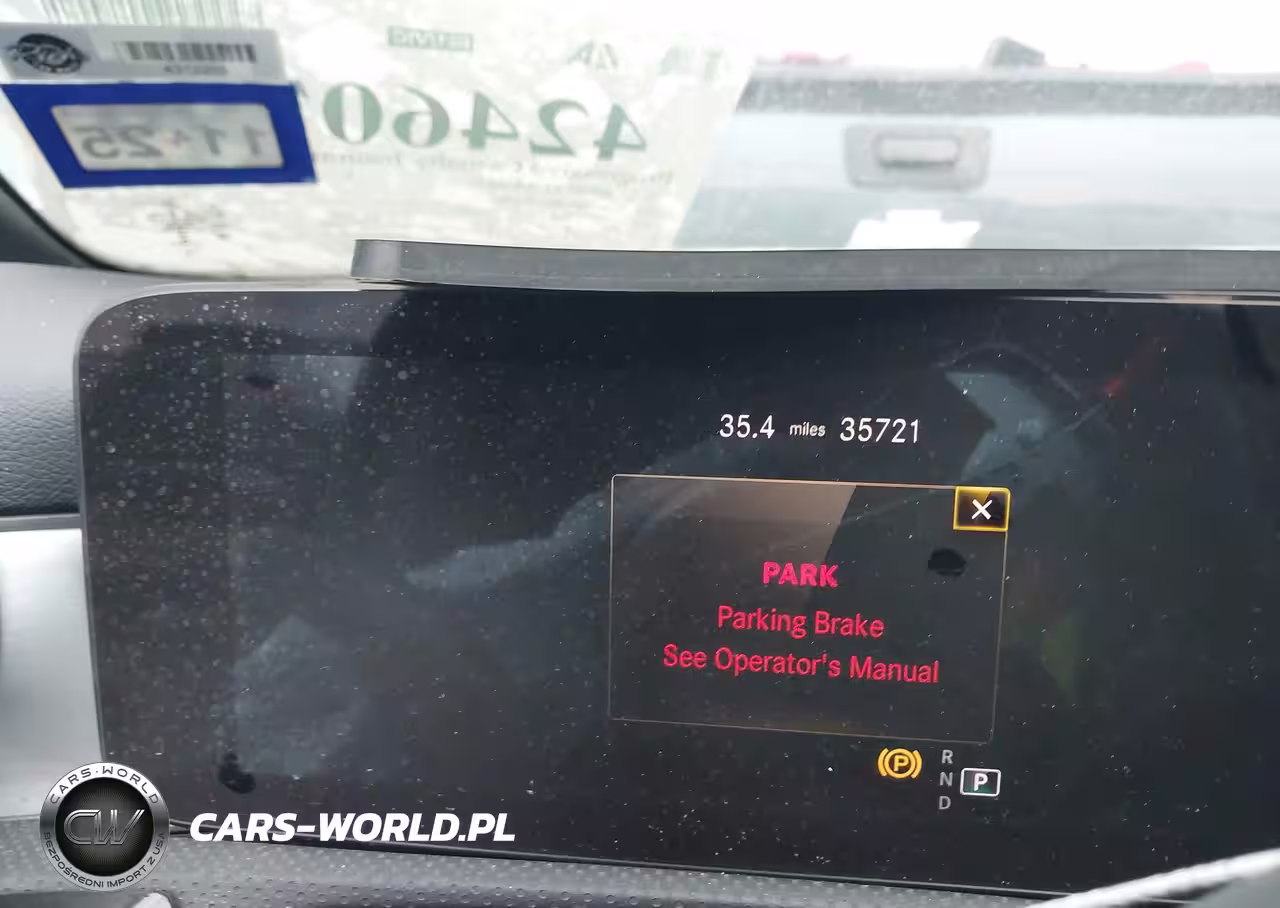 11 25
42460
35.4 miles 35721
PARK
Parking Brake
See Operator's Manual
R
N P
D
CARS-WORLD
CW
BEZPOŚREDNI IMPORT Z USA
CARS-WORLD.PL